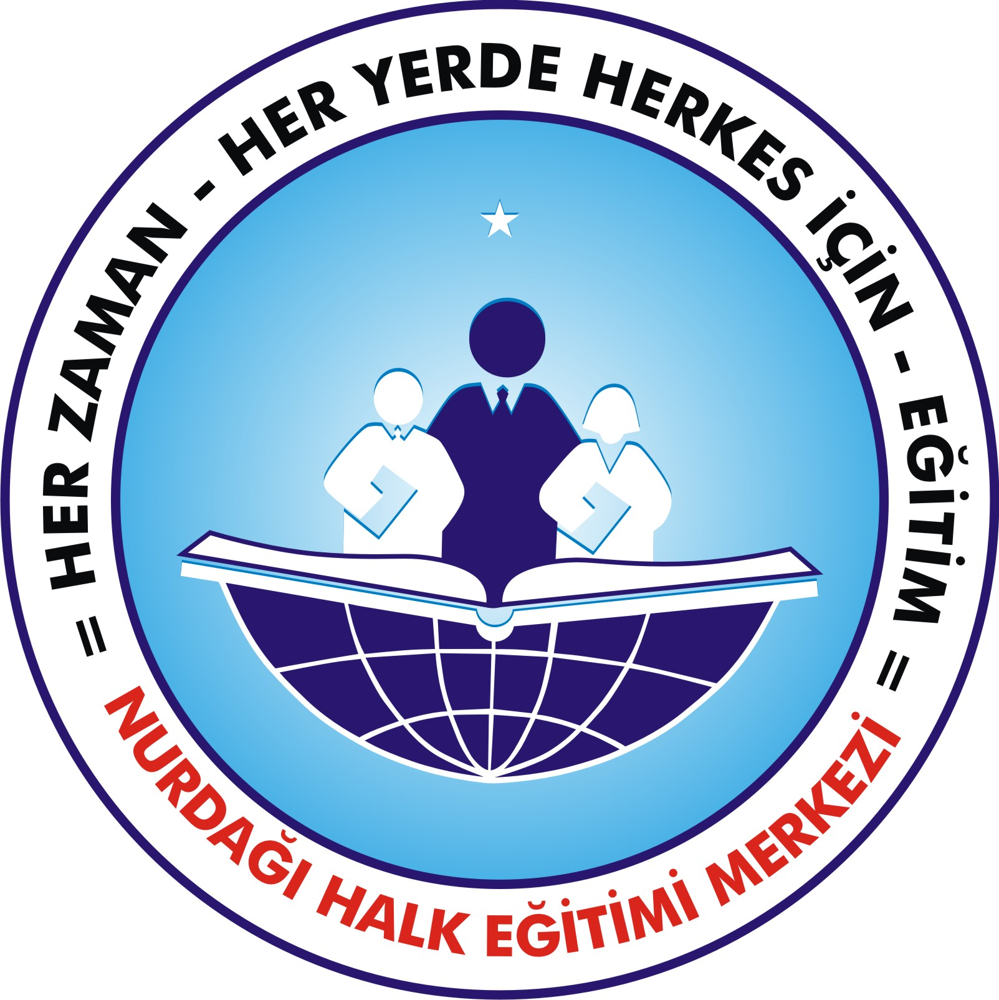 = HER ZAMAN - HER YERDE HERKES İÇİN - EĞİTİM =
NURDAĞI HALK EĞİTİMİ MERKEZİ